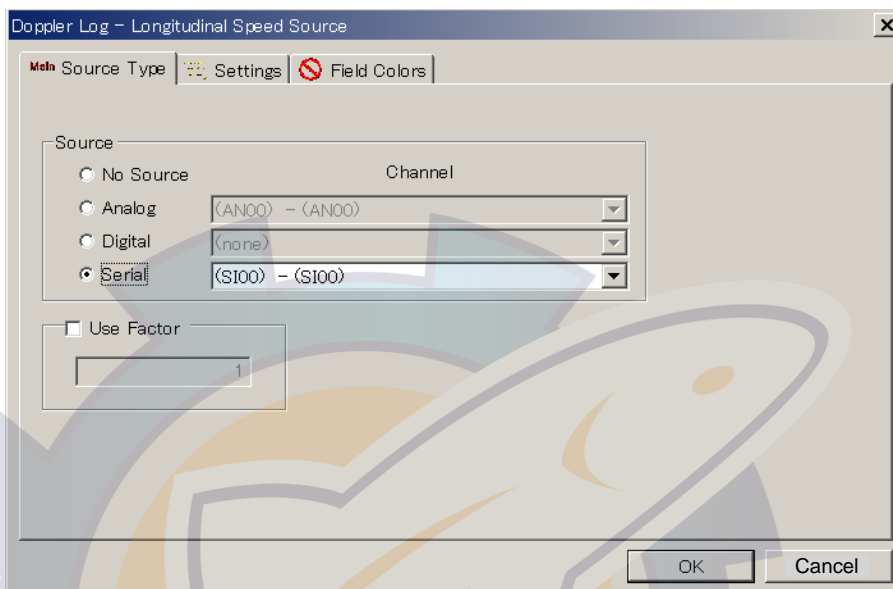 Doppler Log - Longitudinal Speed Source
Main Source Type Settings Field Colors
Source
No Source Channel
Analog (AN00) - (AN00)
Digital (none)
Serial (SI00) - (SI00)
Use Factor
1
OK Cancel